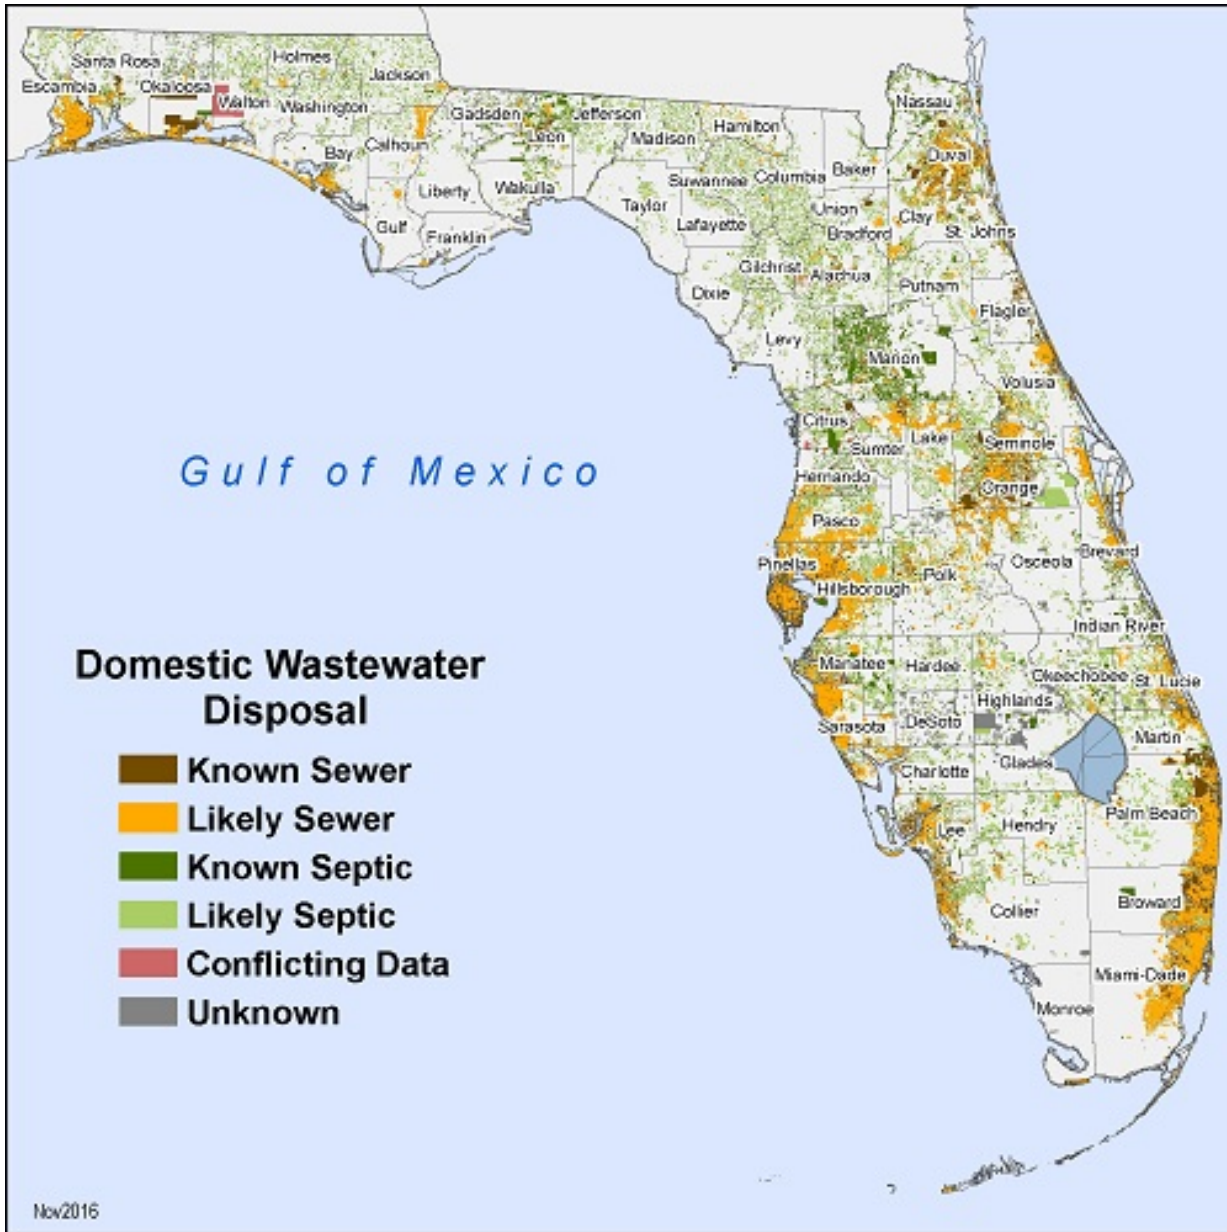 Holmes
Santa Rosa
Jackson
Escambia
Okaloosa
Walton
Washington
Gadsden
Jefferson
Leon
Madison
Hamilton
Nassau
Duval
Bay
Calhoun
Liberty
Wakulla
Taylor
Suwannee
Columbia
Baker
Gulf
Franklin
Lafayette
Union
Bradford
Clay
St. Johns
Gilchrist
Alachua
Dixie
Putnam
Flagler
Levy
Marion
Volusia
Citrus
Sumter
Lake
Seminole
Gulf of Mexico
Hernando
Orange
Pasco
Pinellas
Hillsborough
Polk
Osceola
Brevard
Indian River
Manatee
Hardee
Okeechobee
St. Lucie
Highlands
Sarasota
DeSoto
Martin
Charlotte
Glades
Lee
Hendry
Palm Beach
Collier
Broward
Miami-Dade
Monroe
Domestic Wastewater
Disposal
Known Sewer
Likely Sewer
Known Septic
Likely Septic
Conflicting Data
Unknown
Nov2016